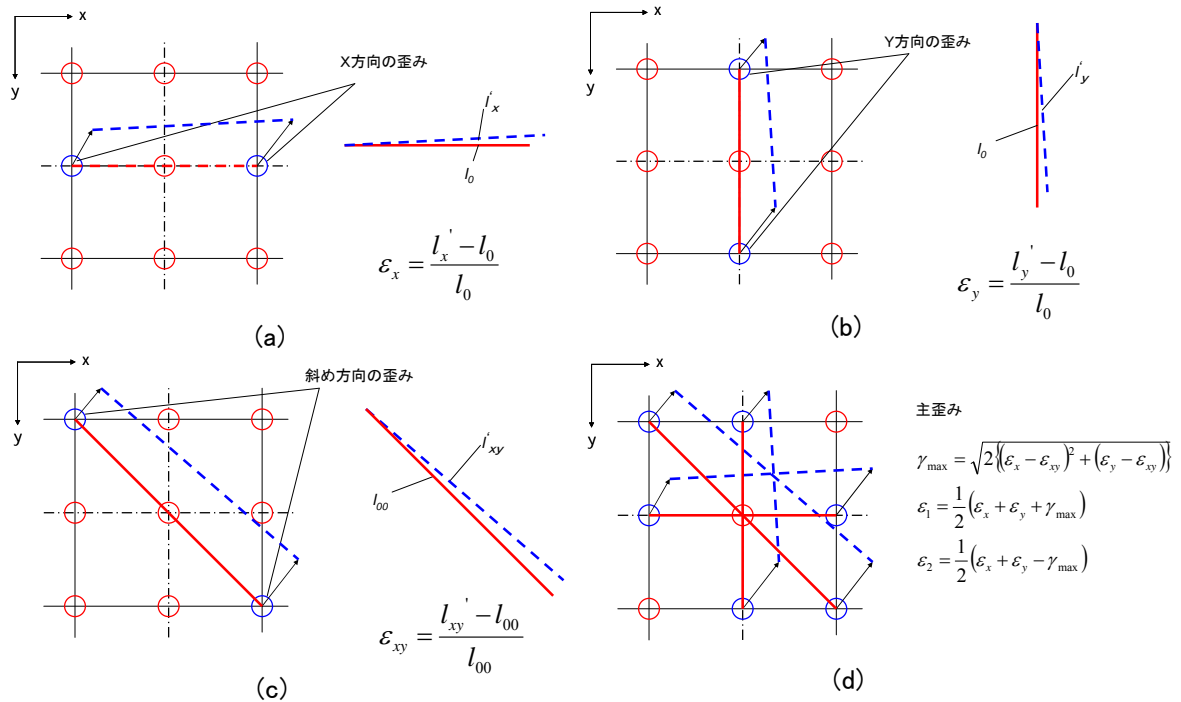 x
y
X方向の歪み
l'x
l0
εx = (lx' − l0) / l0
(a)
x
y
Y方向の歪み
l'y
l0
εy = (ly' − l0) / l0
(b)
x
y
斜め方向の歪み
l'xy
l00
εxy = (lxy' − l00) / l00
(c)
x
y
主歪み
γmax = √2{(εx − εxy)² + (εy − εxy)²}
ε1 = 1/2 (εx + εy + γmax)
ε2 = 1/2 (εx + εy − γmax)
(d)